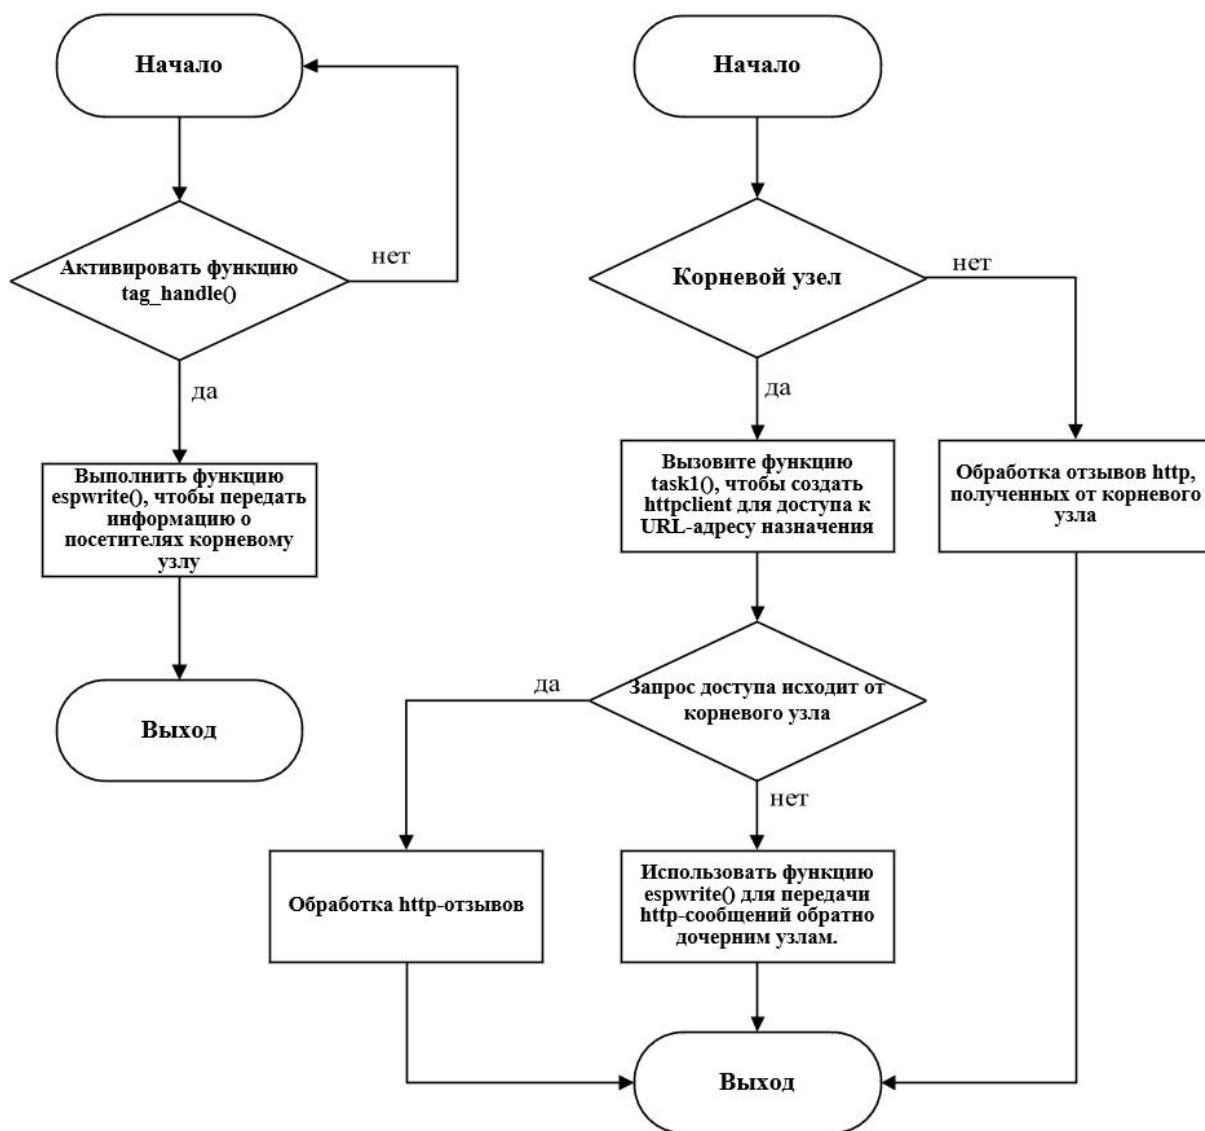 Начало
Активировать функцию
tag_handle()
нет
да
Выполнить функцию
espwrite(), чтобы передать
информацию о
посетителях корневому
узлу
Выход
Начало
Корневой узел
нет
да
Вызовите функцию
task1(), чтобы создать
httpclient для доступа к
URL-адресу назначения
Обработка отзывов http,
полученных от корневого
узла
Запрос доступа исходит от
корневого узла
да
нет
Обработка http-отзывов
Использовать функцию
espwrite() для передачи
http-сообщений обратно
дочерним узлам.
Выход